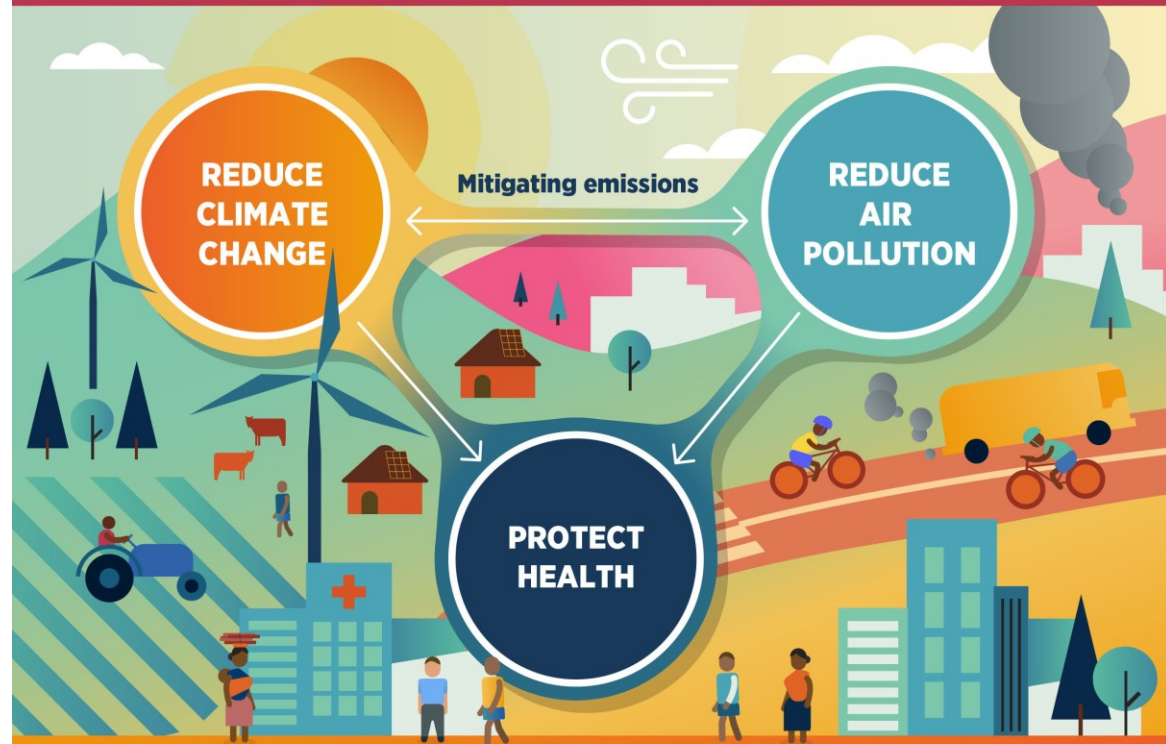 REDUCE
CLIMATE
CHANGE
Mitigating emissions
REDUCE
AIR
POLLUTION
PROTECT
HEALTH